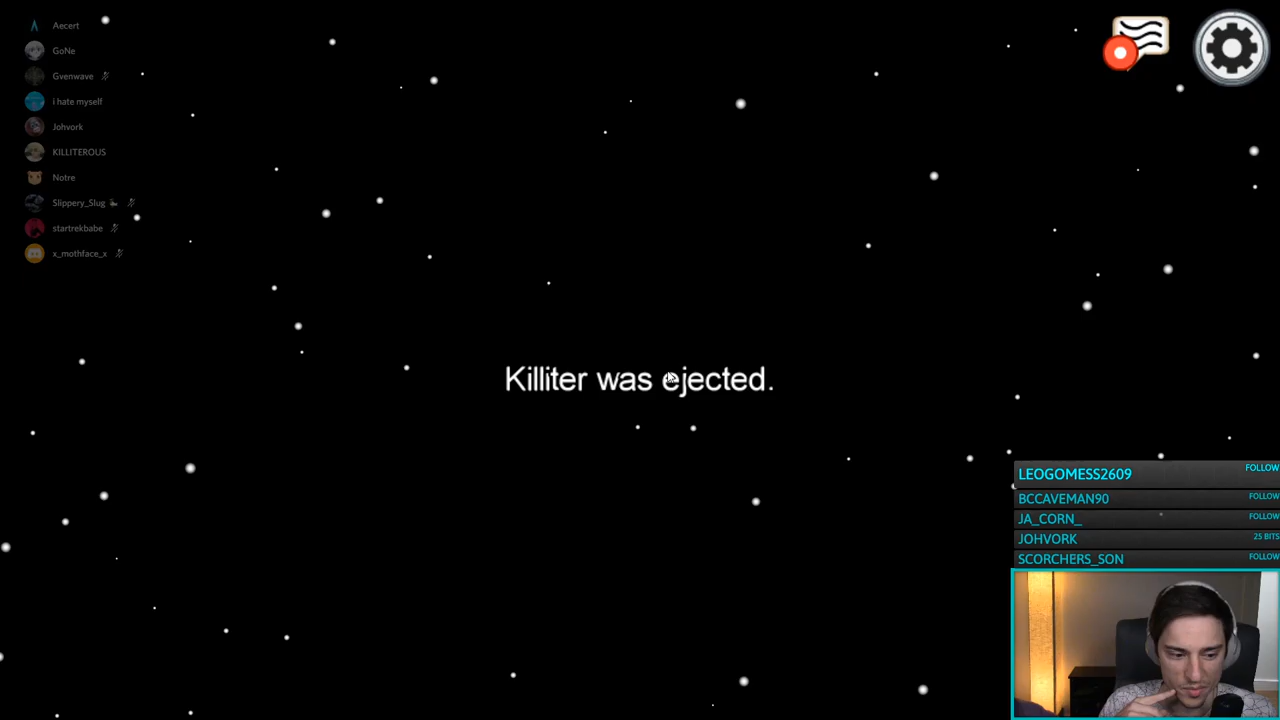 Aecert
GoNe
Gvenwave
i hate myself
Johvork
KILLITEROUS
Notre
Slippery_Slug
startrekbabe
x_mothface_x
Killiter was ejected.
LEOGOMESS2609 FOLLOW
BCCAVEMAN90 FOLLOW
JA_CORN_ FOLLOW
JOHVORK 25 BITS
SCORCHERS_SON FOLLOW